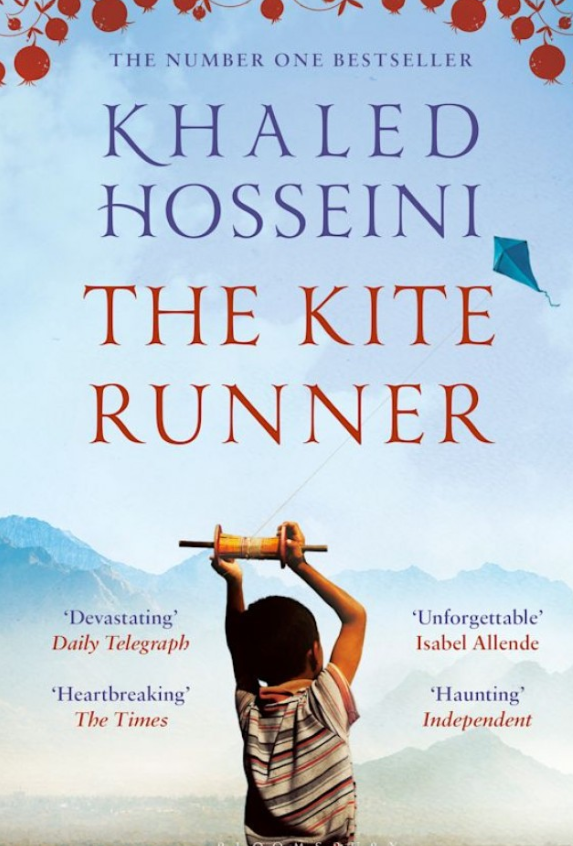 THE NUMBER ONE BESTSELLER
KHALED
HOSSEINI
THE KITE
RUNNER
‘Devastating’
Daily Telegraph
‘Unforgettable’
Isabel Allende
‘Heartbreaking’
The Times
‘Haunting’
Independent